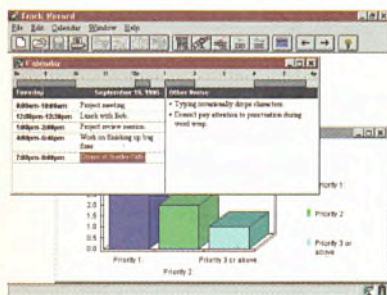 Track Record
File Edit Calendar Window Help
Calendar
Tuesday September 19, 1995 Other Items:
8:00am-10:00am Project meeting.
12:00pm-12:30pm Lunch with Bob.
1:00pm-2:00pm Project review session.
4:00pm-6:40pm Work on finishing up bug fixes
7:00pm-8:00pm
• Typing occasionally drops characters.
• Doesn't pay attention to punctuation during word wrap.
2.0
1.5
1.0
0.5
0.0
Priority 1
Priority 2
Priority 3 or above
Priority 1:
Priority 2
Priority 3 or above